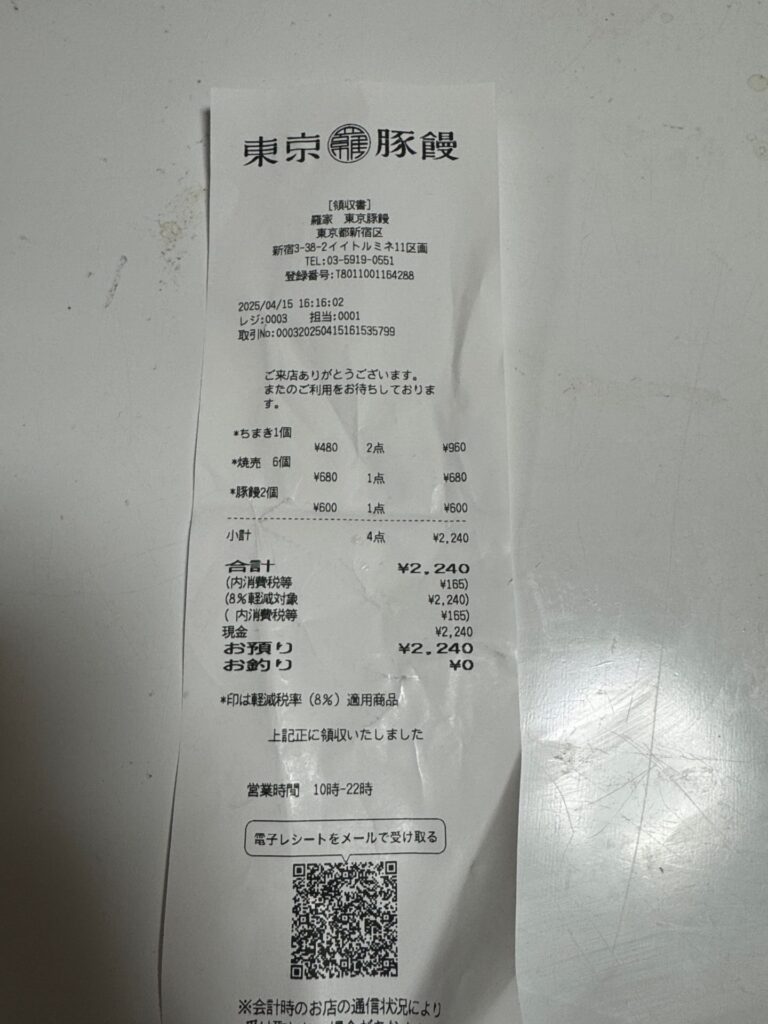 東京 羅 豚饅
[領収書]
羅家 東京豚饅
東京都新宿区
新宿3-38-2イイトルミネ11区画
TEL:03-5919-0551
登録番号:T8011001164288
2025/04/15 16:16:02
レジ:0003 担当:0001
取引No:00032025041516153579​9
ご来店ありがとうございます。
またのご利用をお待ちしておりま
す。
*ちまき1個
¥480 2点 ¥960
*焼売 6個
¥680 1点 ¥680
*豚饅2個
¥600 1点 ¥600
小計 4点 ¥2,240
合計 ¥2,240
(内消費税等 ¥165)
(8%軽減対象 ¥2,240)
( 内消費税等 ¥165)
現金 ¥2,240
お預り ¥2,240
お釣り ¥0
*印は軽減税率(8%)適用商品
上記正に領収いたしました
営業時間 10時-22時
電子レシートをメールで受け取る
※会計時のお店の通信状況により